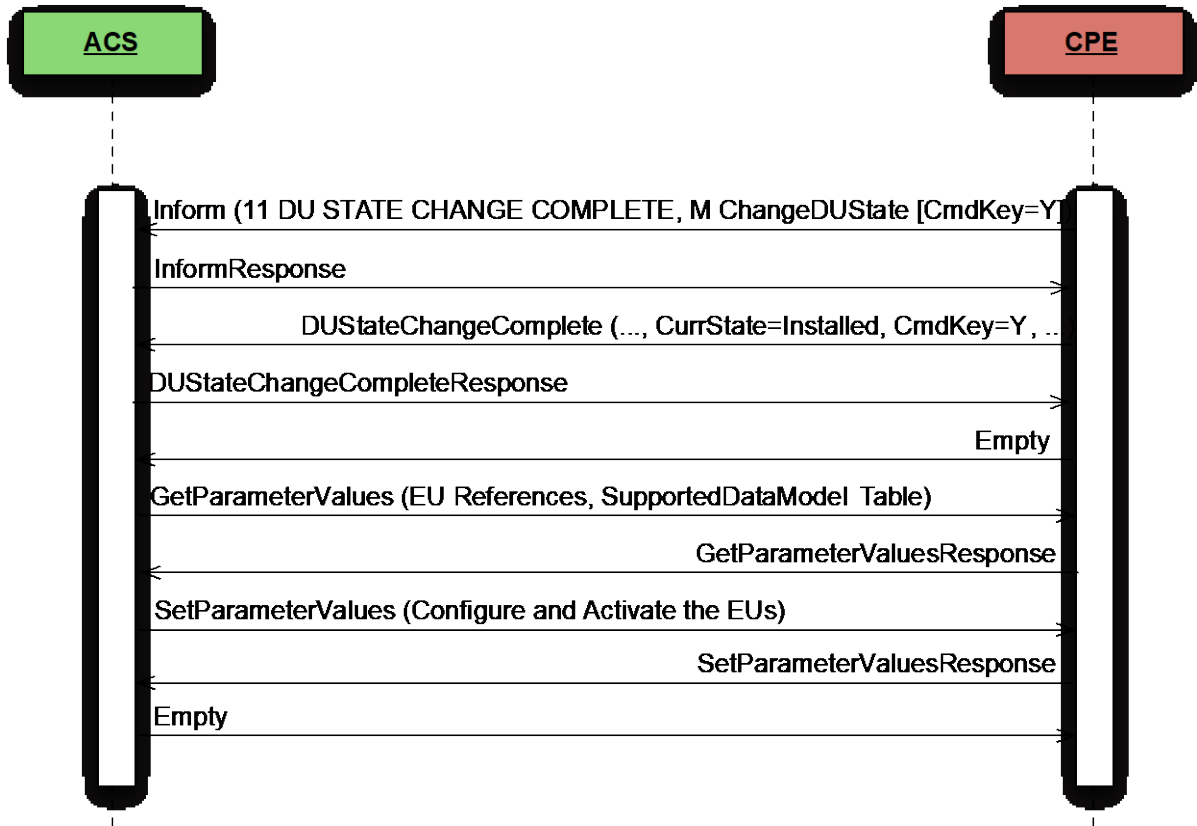 ACS
CPE
Inform (11 DU STATE CHANGE COMPLETE, M ChangeDUState [CmdKey=Y])
InformResponse
DUStateChangeComplete (..., CurrState=Installed, CmdKey=Y, ...)
DUStateChangeCompleteResponse
Empty
GetParameterValues (EU References, SupportedDataModel Table)
GetParameterValuesResponse
SetParameterValues (Configure and Activate the EUs)
SetParameterValuesResponse
Empty